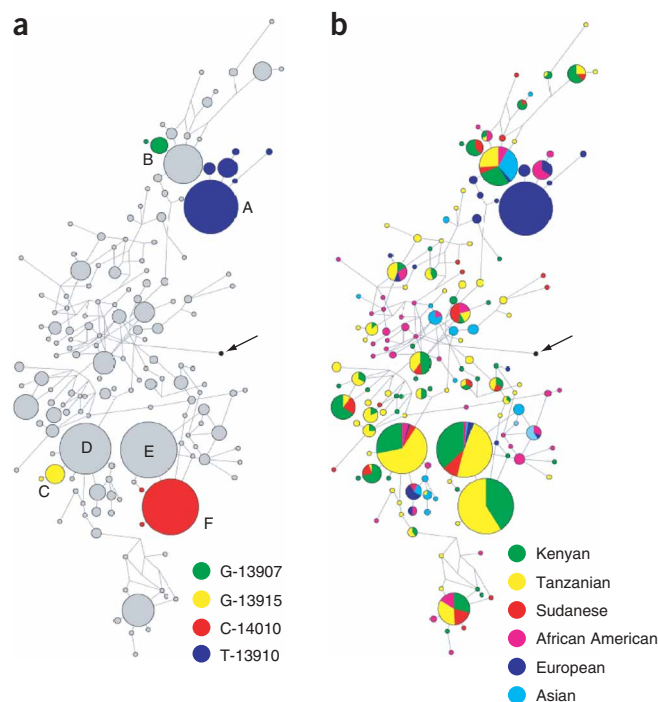 a
B
A
D
E
C
F
G-13907
G-13915
C-14010
T-13910
b
Kenyan
Tanzanian
Sudanese
African American
European
Asian